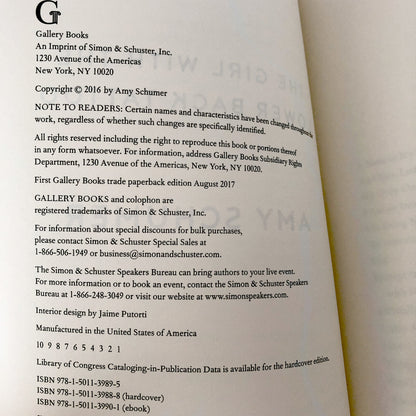 G
Gallery Books
An Imprint of Simon & Schuster, Inc.
1230 Avenue of the Americas
New York, NY 10020
Copyright © 2016 by Amy Schumer
NOTE TO READERS: Certain names and characteristics have been changed throughout the
work, regardless of whether such changes are specifically identified.
All rights reserved including the right to reproduce this book or portions thereof
in any form whatsoever. For information, address Gallery Books Subsidiary Rights
Department, 1230 Avenue of the Americas, New York, NY 10020.
First Gallery Books trade paperback edition August 2017
GALLERY BOOKS and colophon are
registered trademarks of Simon & Schuster, Inc.
For information about special discounts for bulk purchases,
please contact Simon & Schuster Special Sales at
1-866-506-1949 or business@simonandschuster.com.
The Simon & Schuster Speakers Bureau can bring authors to your live event.
For more information or to book an event, contact the Simon & Schuster Speakers
Bureau at 1-866-248-3049 or visit our website at www.simonspeakers.com.
Interior design by Jaime Putorti
Manufactured in the United States of America
10 9 8 7 6 5 4 3 2 1
Library of Congress Cataloging-in-Publication Data is available for the hardcover edition.
ISBN 978-1-5011-3989-5
ISBN 978-1-5011-3988-8 (hardcover)
ISBN 978-1-5011-3990-1 (ebook)